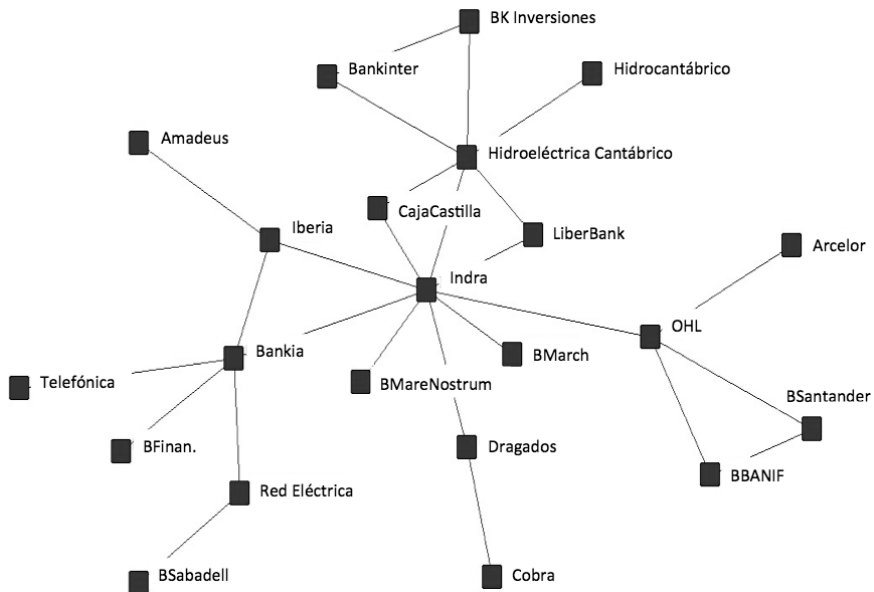 BK Inversiones
Bankinter
Hidrocantábrico
Amadeus
Hidroeléctrica Cantábrico
CajaCastilla
Iberia
LiberBank
Arcelor
Indra
OHL
Bankia
BMarch
Telefónica
BMareNostrum
BSantander
BFinan.
Dragados
BBANIF
Red Eléctrica
BSabadell
Cobra